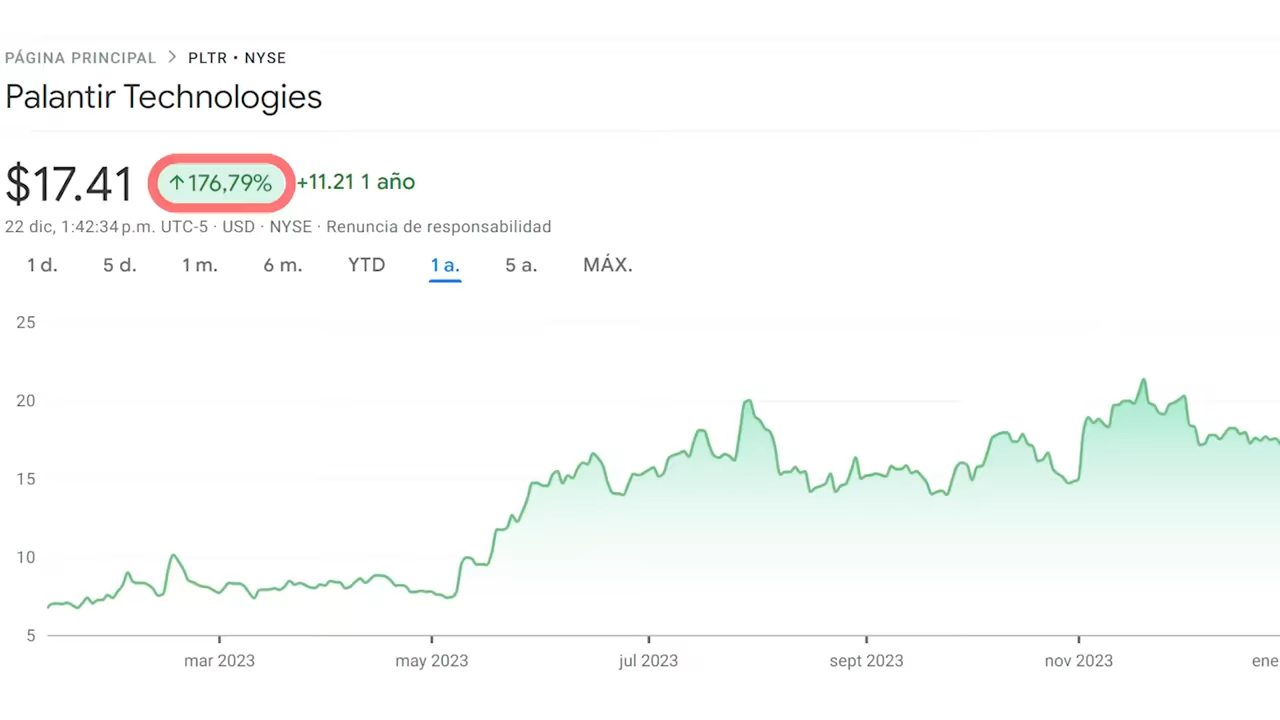 PÁGINA PRINCIPAL > PLTR • NYSE
Palantir Technologies
$17.41 ↑176,79% +11.21 1 año
22 dic, 1:42:34 p.m. UTC-5 · USD · NYSE · Renuncia de responsabilidad
1 d. 5 d. 1 m. 6 m. YTD 1 a. 5 a. MÁX.
25
20
15
10
5
mar 2023 may 2023 jul 2023 sept 2023 nov 2023 ene